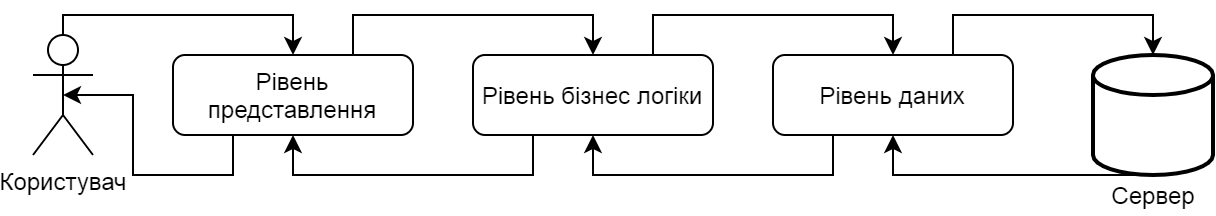 Рівень
представлення
Рівень бізнес логіки
Рівень даних
Користувач
Сервер